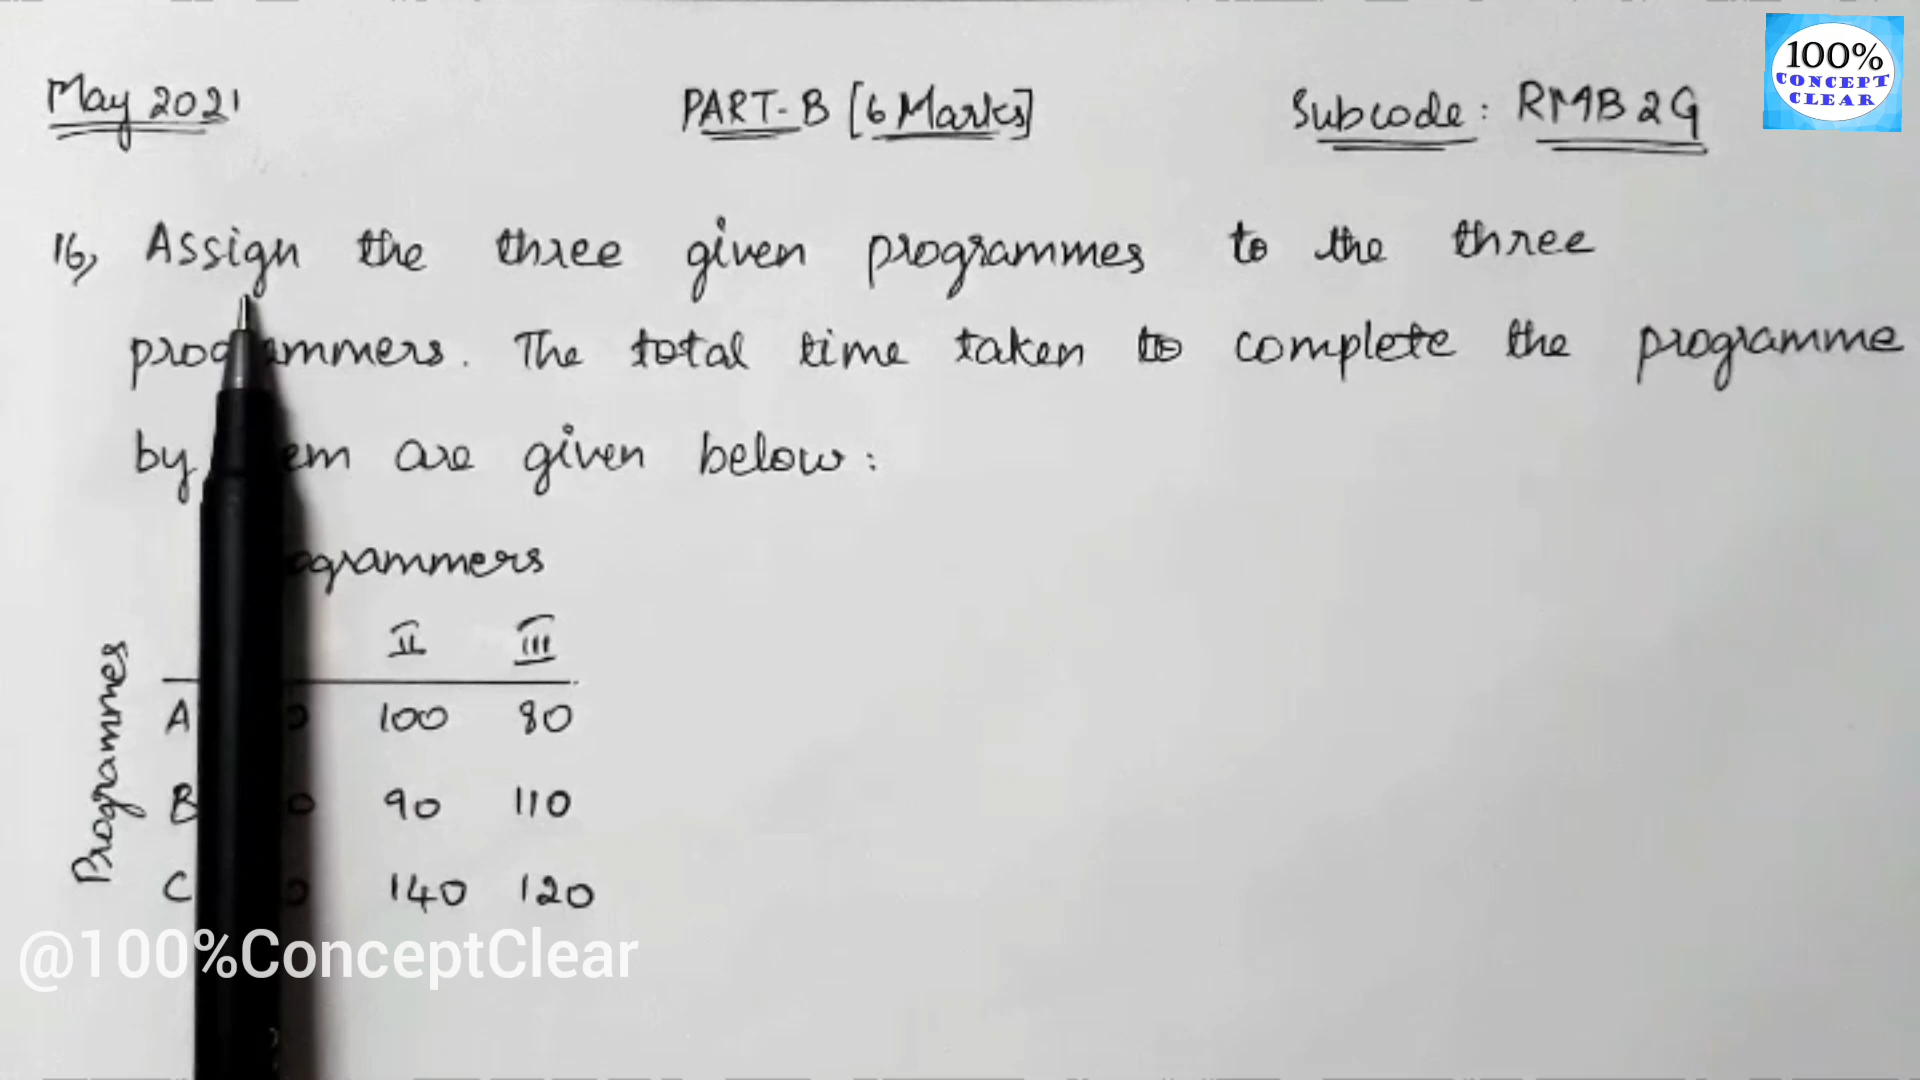 100%
CONCEPT
CLEAR
May 2021 PART-B [6 Marks] Subcode: RMB2G
16, Assign the three given programmes to the three
programmers. The total time taken to complete the programme
by are given below:
II III
Programmes
A 100 80
B 90 110
C 140 120
@100%ConceptClear